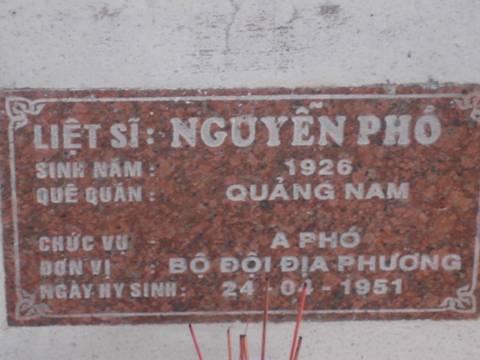 LIỆT SĨ: NGUYỄN PHÓ
SINH NĂM : 1926
QUÊ QUÁN : QUẢNG NAM
CHỨC VỤ : A PHÓ
ĐƠN VỊ : BỘ ĐỘI ĐỊA PHƯƠNG
NGÀY HY SINH : 24 - 04 - 1951